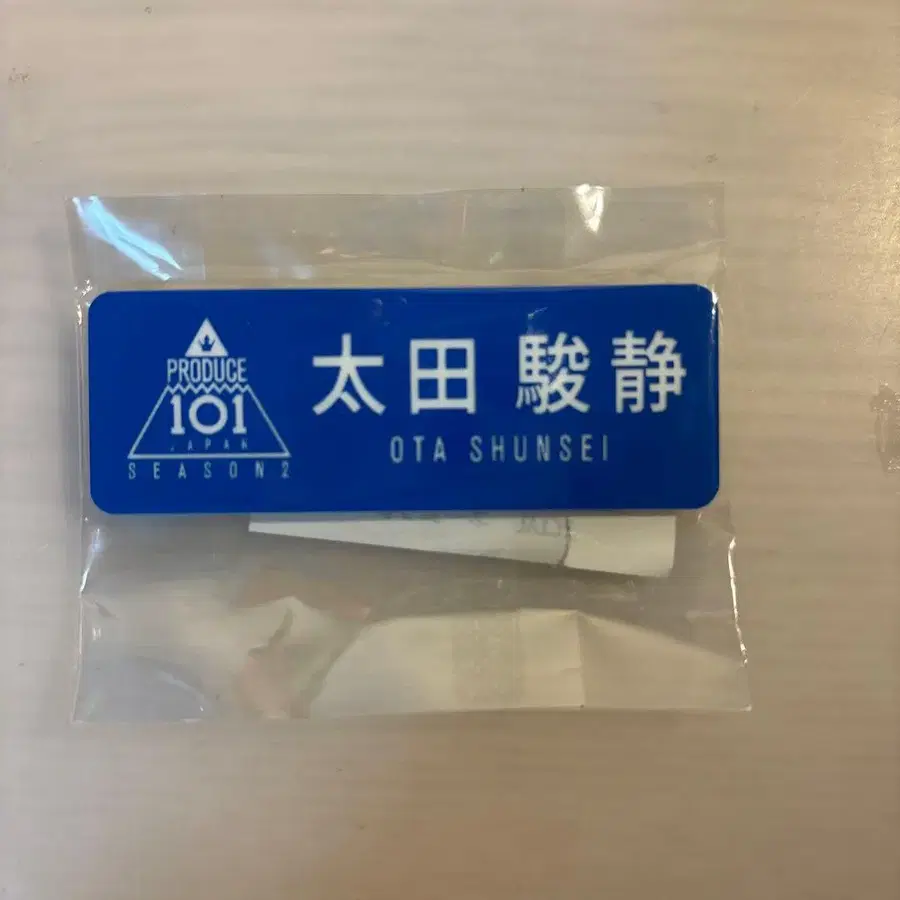 PRODUCE
101
JAPAN
SEASON2
太田 駿静
OTA SHUNSEI